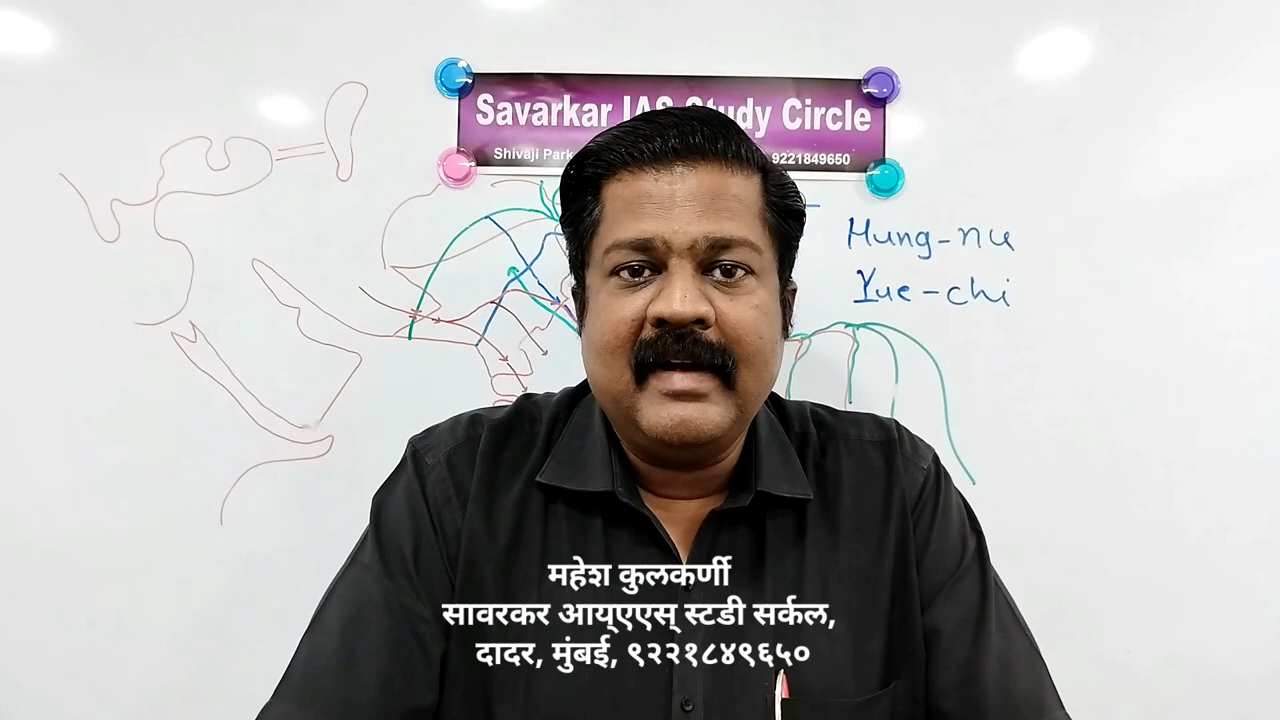 Savarkar IAS Study Circle
Shivaji Park 9221849650
Hung-nu
Yue-chi
महेश कुलकर्णी
सावरकर आय्एएस् स्टडी सर्कल,
दादर, मुंबई, ९२२१८४९६५०